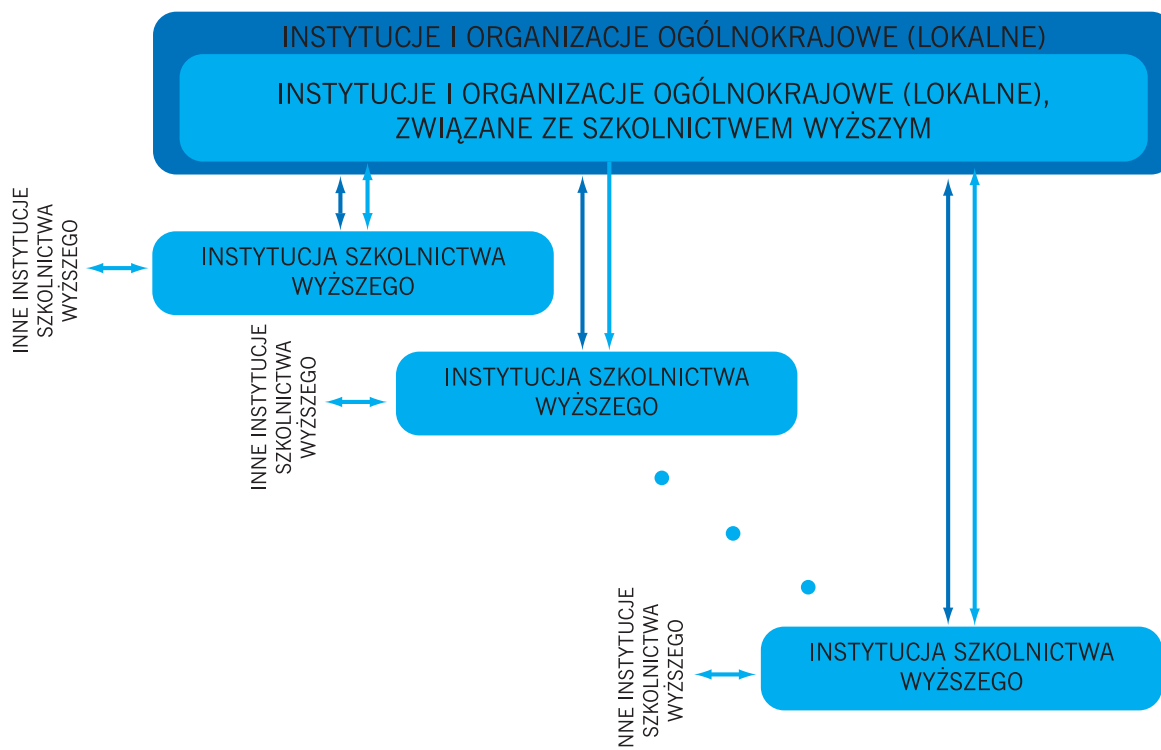 INSTYTUCJE I ORGANIZACJE OGÓLNOKRAJOWE (LOKALNE)
INSTYTUCJE I ORGANIZACJE OGÓLNOKRAJOWE (LOKALNE),
ZWIĄZANE ZE SZKOLNICTWEM WYŻSZYM
INNE INSTYTUCJE
SZKOLNICTWA
WYŻSZEGO
INSTYTUCJA SZKOLNICTWA
WYŻSZEGO
INNE INSTYTUCJE
SZKOLNICTWA
WYŻSZEGO
INSTYTUCJA SZKOLNICTWA
WYŻSZEGO
NNE INSTYTUCJE
SZKOLNICTWA
WYŻSZEGO
INSTYTUCJA SZKOLNICTWA
WYŻSZEGO